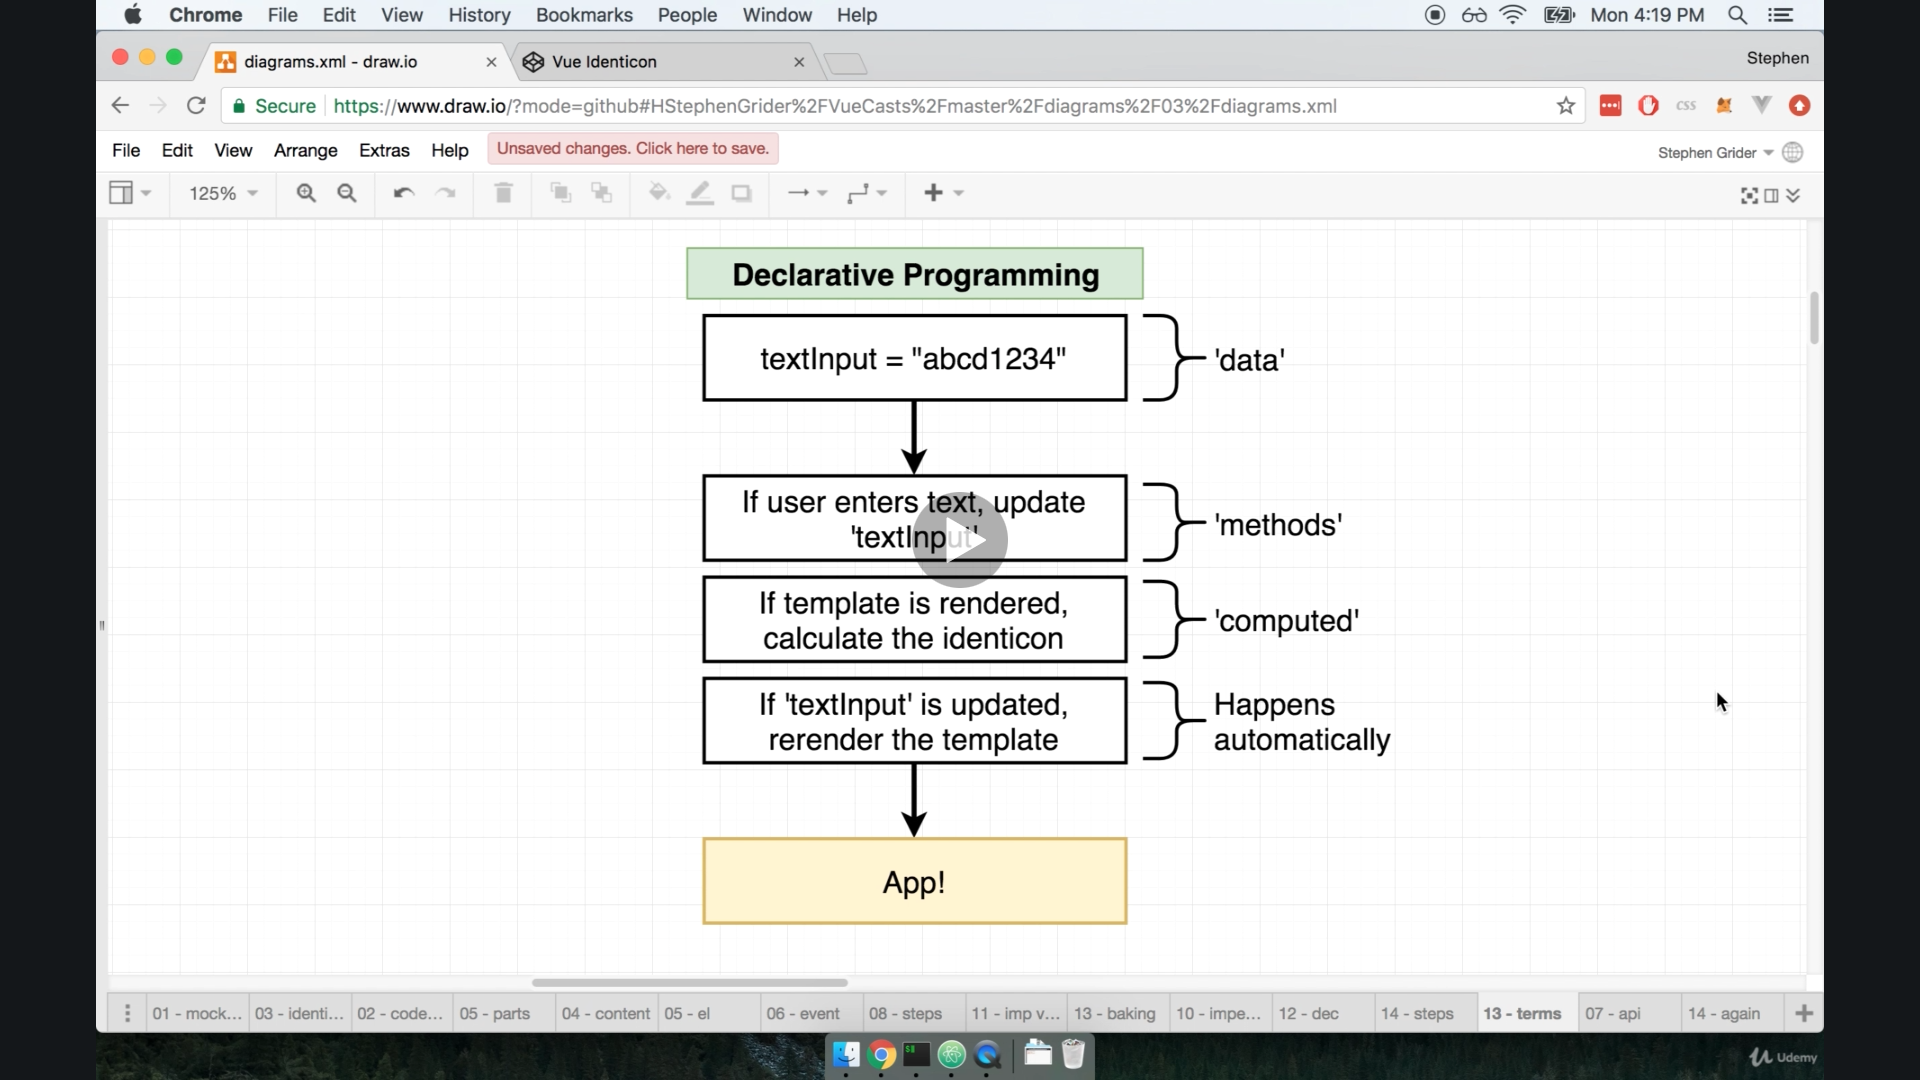 Chrome File Edit View History Bookmarks People Window Help Mon 4:19 PM
diagrams.xml - draw.io Vue Identicon Stephen
Secure https://www.draw.io/?mode=github#HStephenGrider%2FVueCasts%2Fmaster%2Fdiagrams%2F03%2Fdiagrams.xml css
File Edit View Arrange Extras Help Unsaved changes. Click here to save. Stephen Grider
125%
Declarative Programming
textInput = "abcd1234" 'data'
If user enters text, update
'textInput'
'methods'
If template is rendered,
calculate the identicon
'computed'
If 'textInput' is updated,
rerender the template
Happens
automatically
App!
01 - mock... 03 - identi... 02 - code... 05 - parts 04 - content 05 - el 06 - event 08 - steps 11 - imp v... 13 - baking 10 - impe... 12 - dec 14 - steps 13 - terms 07 - api 14 - again
Udemy